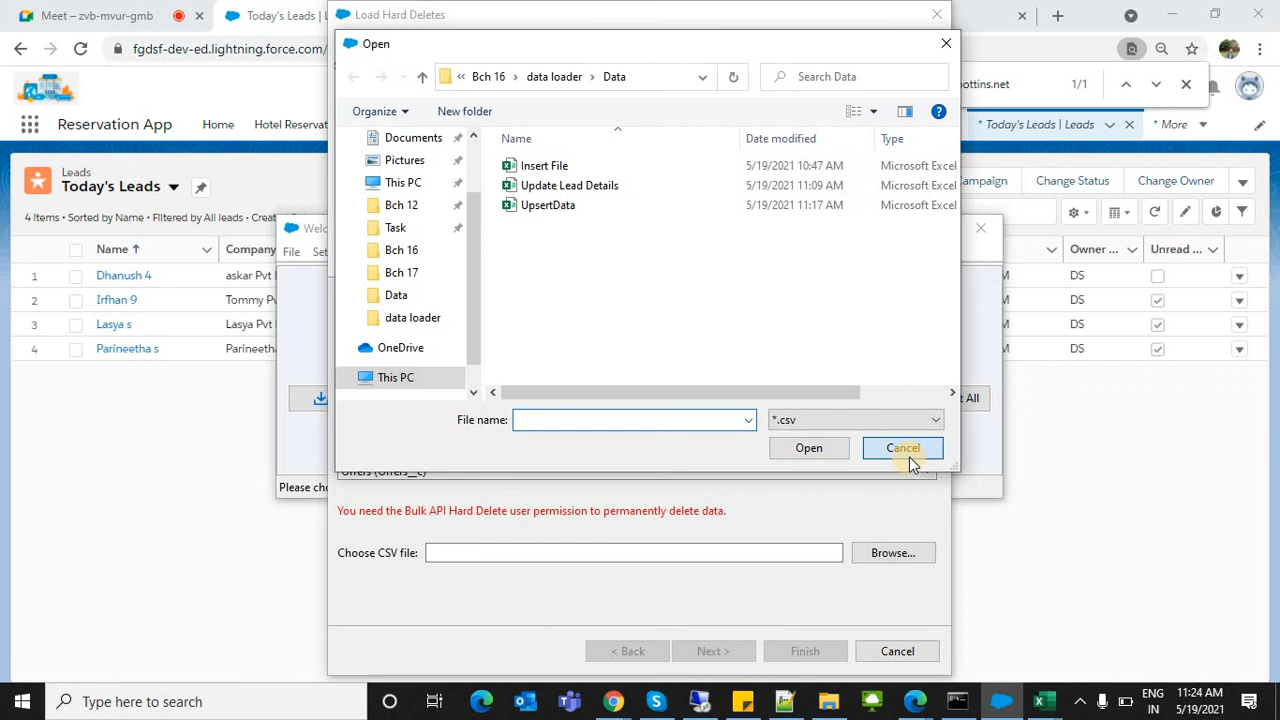 Meet – zvb-mvur-gmb
Today's Leads | L
Load Hard Deletes
fgdsf-dev-ed.lightning.force.com/
Open
Bch 16 › data loader › Data
Search Data
ottins.net
1/1
Organize
New folder
Reservation App
Home
Hotel Reserva
* Today's Leads | Leads
* More
Documents
Pictures
This PC
Bch 12
Task
Bch 16
Bch 17
Data
data loader
OneDrive
This PC
Name
Date modified
Type
Insert File
5/19/2021 10:47 AM
Microsoft Excel
Update Lead Details
5/19/2021 11:09 AM
Microsoft Excel
UpsertData
5/19/2021 11:17 AM
Microsoft Excel
Leads
Today's Leads
4 Items • Sorted by Name • Filtered by All leads • Create
ampaign
Change Status
Change Owner
Welc
File
Set
Name
Company
Owner ...
Unread ...
1
Dhanush 4
askar Pvt
M
DS
2
Irfhan 9
Tommy Pv
M
DS
3
Lasya s
Lasya Pvt
M
DS
4
Parineetha s
Parineetha
M
DS
t All
File name:
*.csv
Open
Cancel
Offers (Offers__c)
Please cho
You need the Bulk API Hard Delete user permission to permanently delete data.
Choose CSV file:
Browse...
< Back
Next >
Finish
Cancel
Type here to search
ENG
IN
11:24 AM
5/19/2021